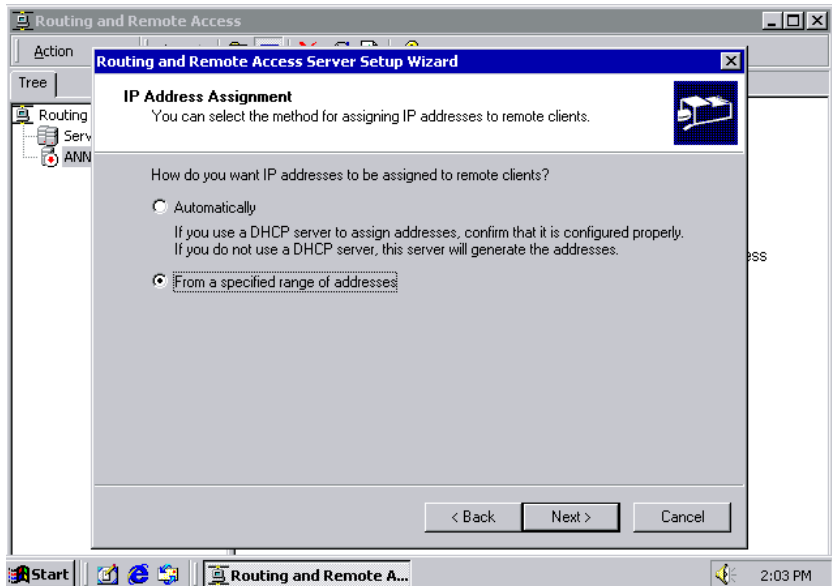 Routing and Remote Access
Action
Tree
Routing
Serv
ANN
ess
Routing and Remote Access Server Setup Wizard
IP Address Assignment
You can select the method for assigning IP addresses to remote clients.
How do you want IP addresses to be assigned to remote clients?
Automatically
If you use a DHCP server to assign addresses, confirm that it is configured properly.
If you do not use a DHCP server, this server will generate the addresses.
From a specified range of addresses
< Back
Next >
Cancel
Start
Routing and Remote A...
2:03 PM